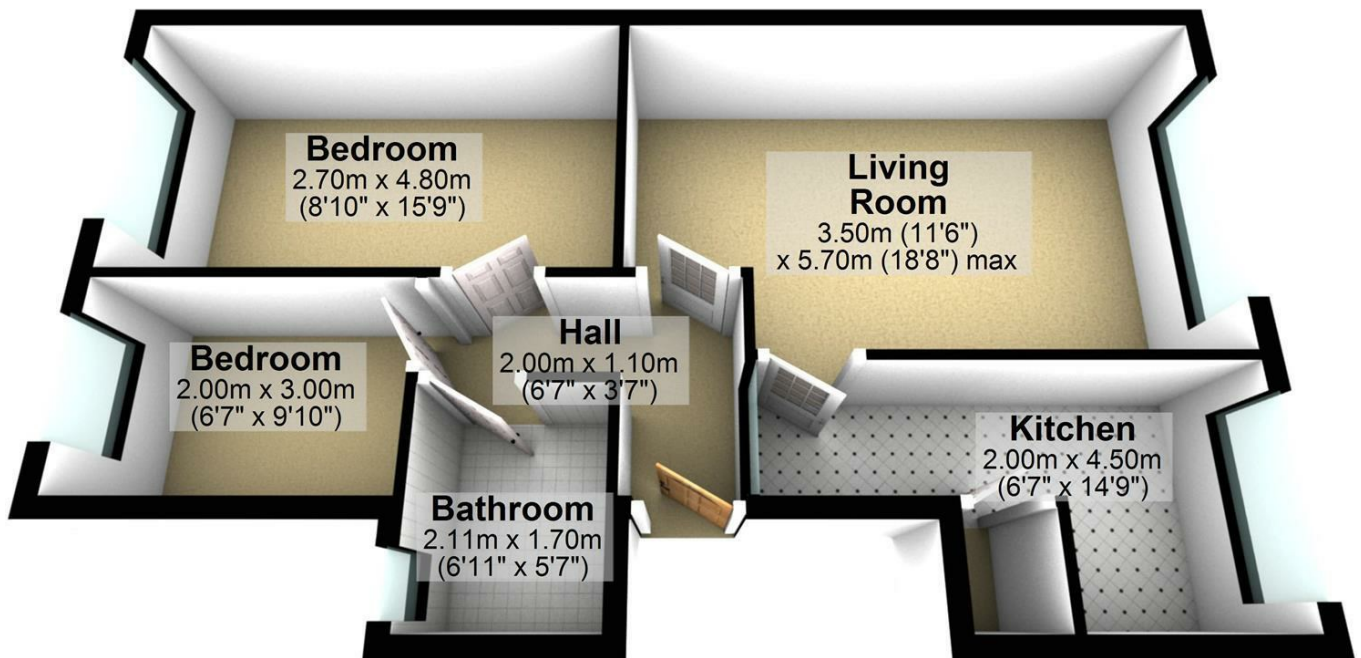 Bedroom
2.70m x 4.80m
(8'10" x 15'9")
Living
Room
3.50m (11'6")
x 5.70m (18'8") max
Bedroom
2.00m x 3.00m
(6'7" x 9'10")
Hall
2.00m x 1.10m
(6'7" x 3'7")
Kitchen
2.00m x 4.50m
(6'7" x 14'9")
Bathroom
2.11m x 1.70m
(6'11" x 5'7")